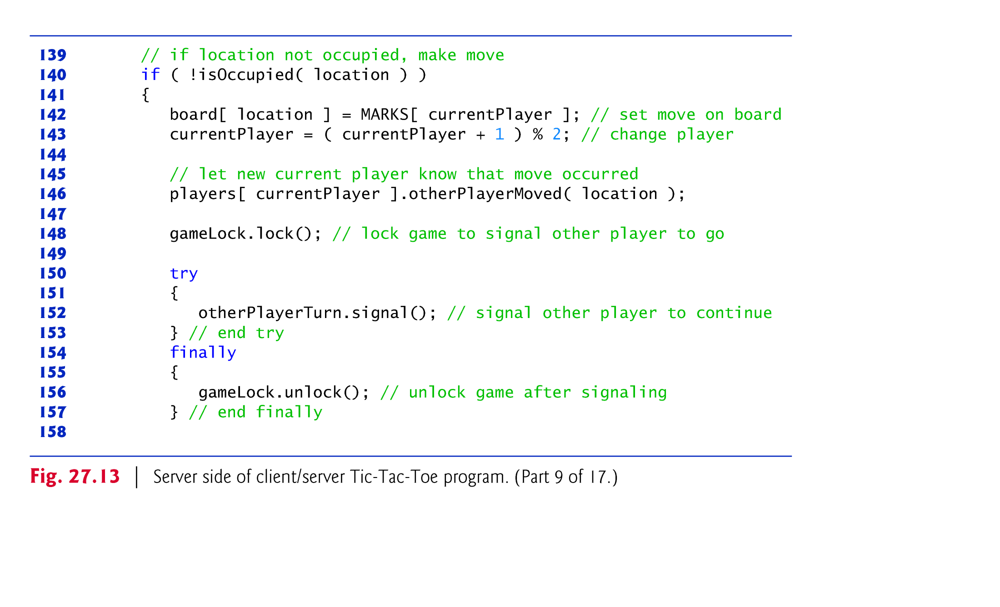 139 // if location not occupied, make move
140 if ( !isOccupied( location ) )
141 {
142 board[ location ] = MARKS[ currentPlayer ]; // set move on board
143 currentPlayer = ( currentPlayer + 1 ) % 2; // change player
144
145 // let new current player know that move occurred
146 players[ currentPlayer ].otherPlayerMoved( location );
147
148 gameLock.lock(); // lock game to signal other player to go
149
150 try
151 {
152 otherPlayerTurn.signal(); // signal other player to continue
153 } // end try
154 finally
155 {
156 gameLock.unlock(); // unlock game after signaling
157 } // end finally
158
Fig. 27.13 | Server side of client/server Tic-Tac-Toe program. (Part 9 of 17.)